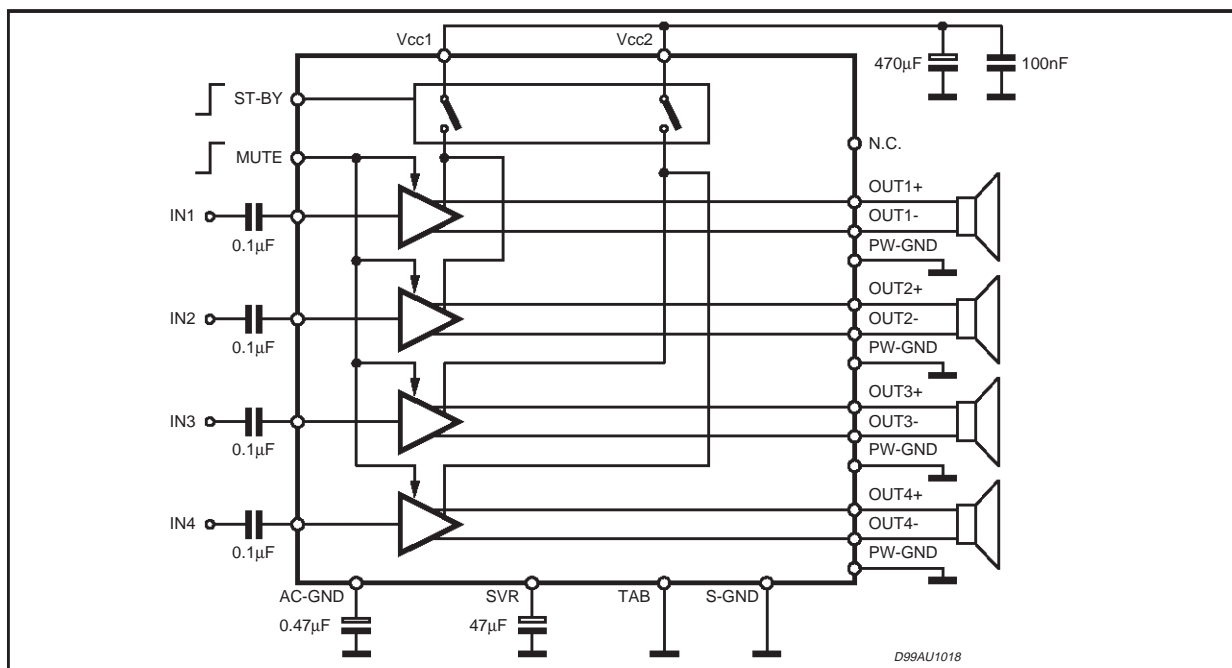 Vcc1
Vcc2
470µF
100nF
ST-BY
N.C.
MUTE
OUT1+
IN1
OUT1-
0.1µF
PW-GND
OUT2+
IN2
OUT2-
0.1µF
PW-GND
OUT3+
IN3
OUT3-
0.1µF
PW-GND
OUT4+
IN4
OUT4-
0.1µF
PW-GND
AC-GND
SVR
TAB
S-GND
0.47µF
47µF
D99AU1018